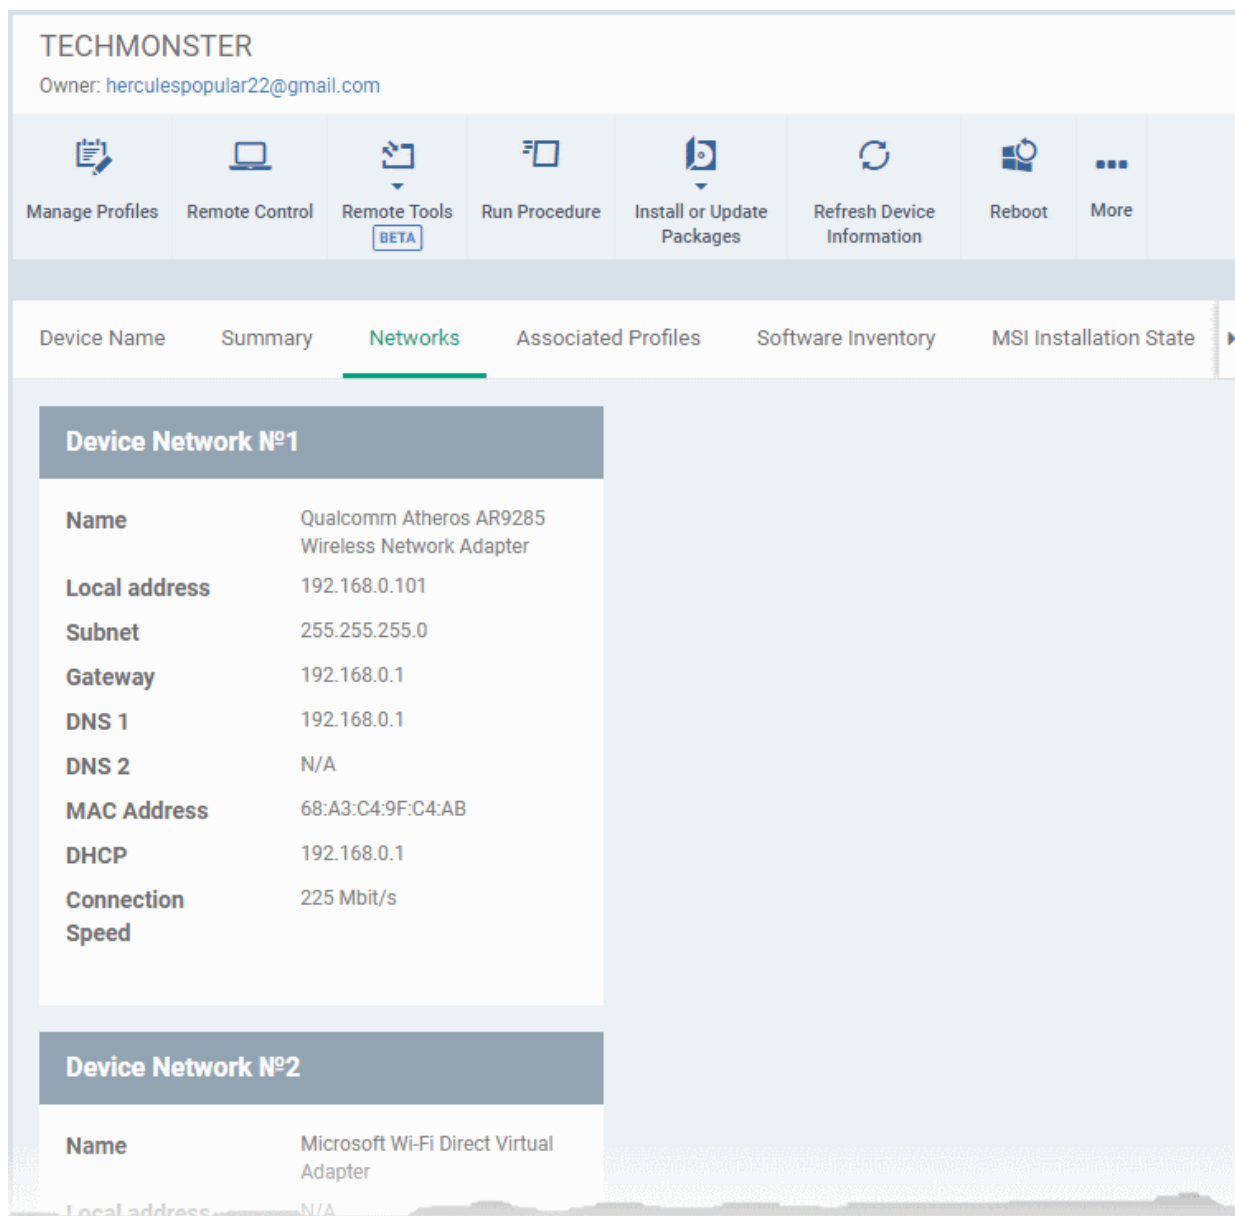 TECHMONSTER
Owner: herculespopular22@gmail.com
Manage Profiles
Remote Control
Remote Tools
BETA
Run Procedure
Install or Update
Packages
Refresh Device
Information
Reboot
More
Device Name Summary Networks Associated Profiles Software Inventory MSI Installation State
Device Network №1
Name Qualcomm Atheros AR9285
Wireless Network Adapter
Local address 192.168.0.101
Subnet 255.255.255.0
Gateway 192.168.0.1
DNS 1 192.168.0.1
DNS 2 N/A
MAC Address 68:A3:C4:9F:C4:AB
DHCP 192.168.0.1
Connection 225 Mbit/s
Speed
Device Network №2
Name Microsoft Wi-Fi Direct Virtual
Adapter
Local address N/A